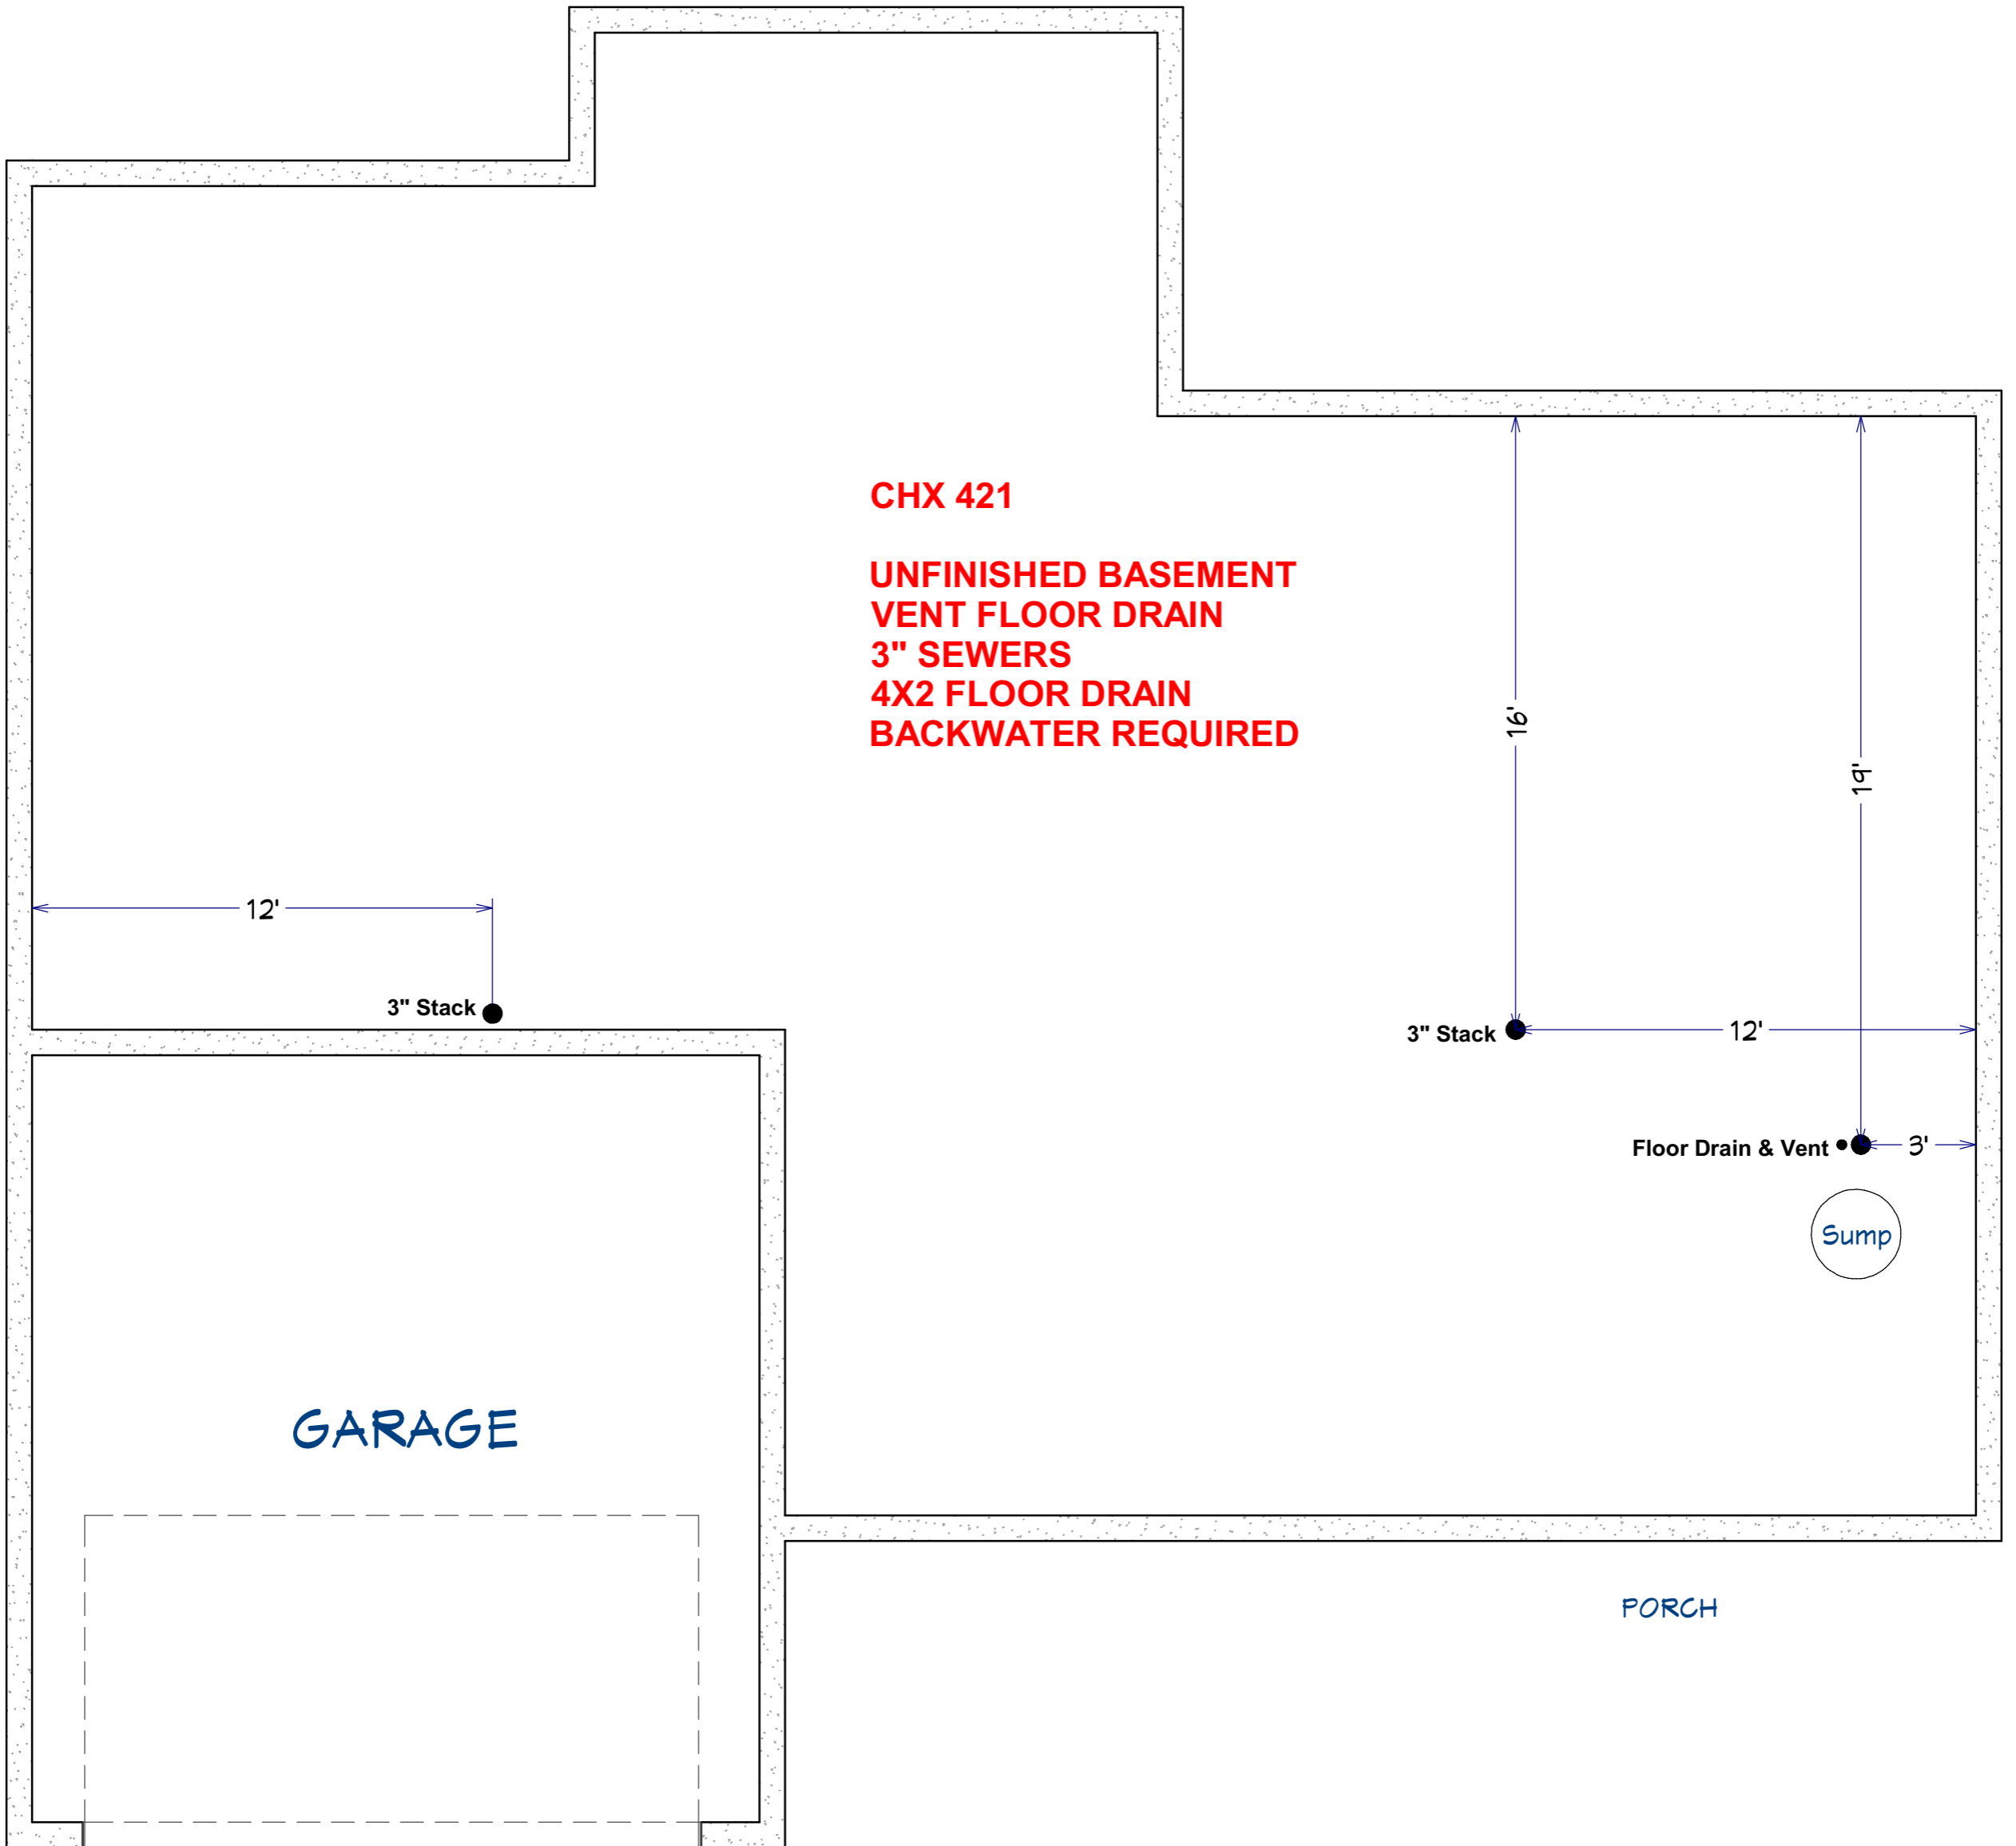 CHX 421
UNFINISHED BASEMENT
VENT FLOOR DRAIN
3" SEWERS
4X2 FLOOR DRAIN
BACKWATER REQUIRED
16'
19'
12'
3" Stack
3" Stack
12'
Floor Drain & Vent
3'
Sump
GARAGE
PORCH